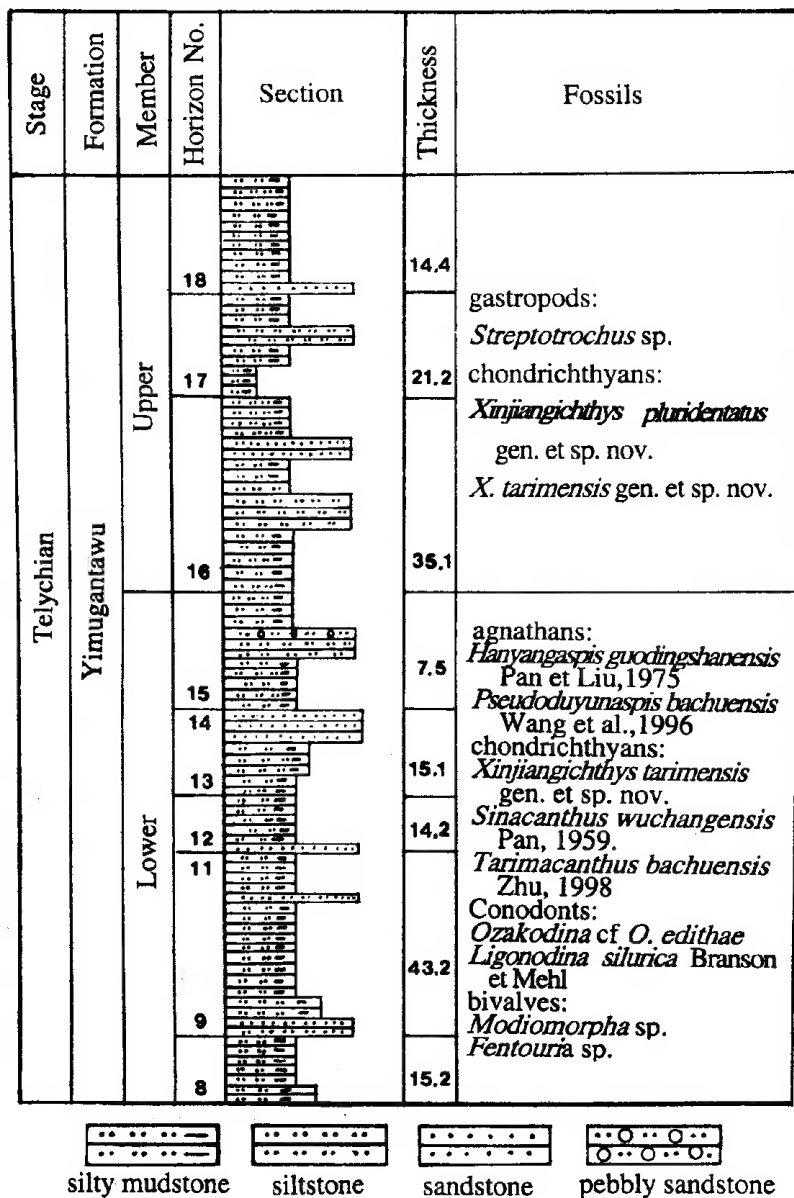 Stage
Formation
Member
Horizon No.
Section
Thickness
Fossils
Telychian
Yimugantawu
Upper
Lower
18
17
16
15
14
13
12
11
9
8
14.4
21.2
35.1
7.5
15.1
14.2
43.2
15.2
gastropods:
Streptotrochus sp.
chondrichthyans:
Xinjiangichthys pluridentatus
gen. et sp. nov.
X. tarimensis gen. et sp. nov.
agnathans:
Hanyangaspis guodingshanensis
Pan et Liu, 1975
Pseudoduyunaspis bachuensis
Wang et al., 1996
chondrichthyans:
Xinjiangichthys tarimensis
gen. et sp. nov.
Sinacanthus wuchangensis
Pan, 1959.
Tarimacanthus bachuensis
Zhu, 1998
Conodonts:
Ozakodina cf O. edithae
Ligonodina silurica Branson
et Mehl
bivalves:
Modiomorpha sp.
Fentouria sp.
silty mudstone
siltstone
sandstone
pebbly sandstone